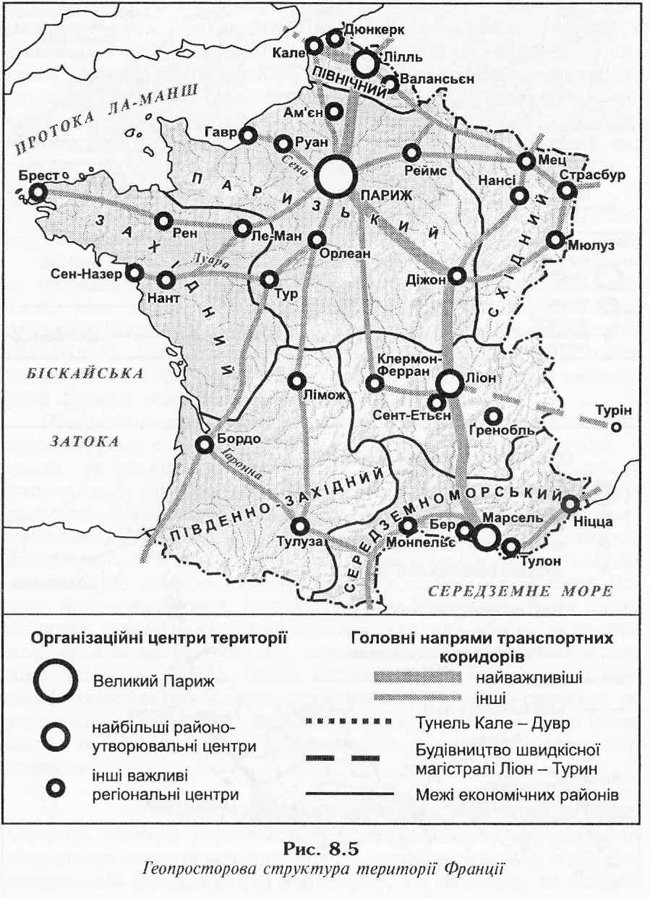 Дюнкерк
Кале
Лілль
ПІВНІЧНИЙ
Валансьєн
ПРОТОКА ЛА-МАНШ
Ам'єн
Гавр
Руан
Сена
Реймс
Мец
Нансі
Страсбур
Брест
ПАРИЖ
ПАРИЗЬКИЙ
ЗАХІДНИЙ
СХІДНИЙ
Рен
Ле-Ман
Орлеан
Мюлуз
Луара
Сен-Назер
Нант
Тур
Діжон
БІСКАЙСЬКА
ЗАТОКА
Клермон-
Ферран
Ліон
Лімож
Сент-Етьєн
Ґренобль
Турін
Бордо
Ґаронна
ПІВДЕННО-ЗАХІДНИЙ
СЕРЕДЗЕМНОМОРСЬКИЙ
Тулуза
Монпельє
Бер
Марсель
Тулон
Ніцца
СЕРЕДЗЕМНЕ МОРЕ
Організаційні центри території
Великий Париж
найбільші районо-
утворювальні центри
інші важливі
регіональні центри
Головні напрями транспортних
коридорів
найважливіші
інші
Тунель Кале – Дувр
Будівництво швидкісної
магістралі Ліон – Турин
Межі економічних районів
Рис. 8.5
Геопросторова структура території Франції